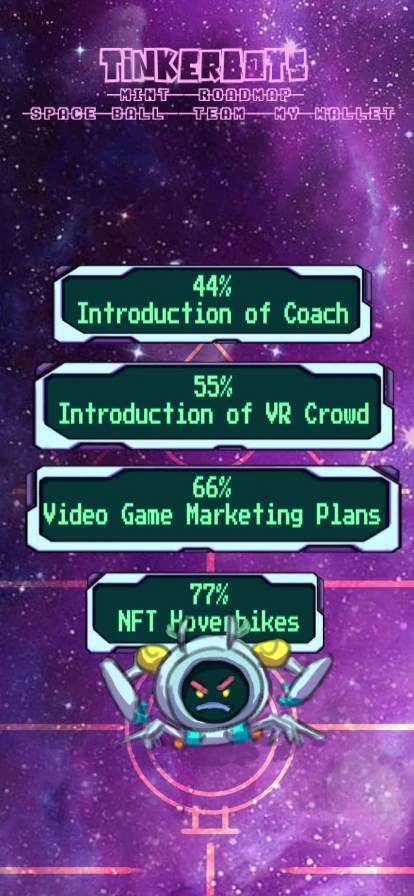 TINKERBOTS
MINT ROADMAP
SPACE BALL TEAM MY WALLET
44%
Introduction of Coach
55%
Introduction of VR Crowd
66%
Video Game Marketing Plans
77%
NFT Hoverbikes